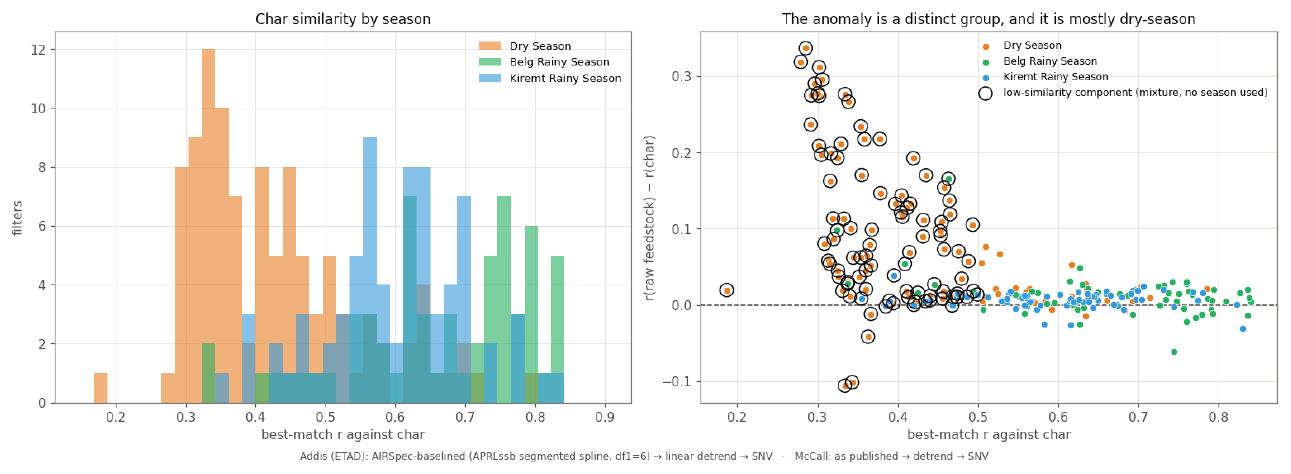 Char similarity by season
Dry Season
Belg Rainy Season
Kiremt Rainy Season
12
10
8
6
4
2
0
filters
0.2 0.3 0.4 0.5 0.6 0.7 0.8 0.9
best-match r against char
The anomaly is a distinct group, and it is mostly dry-season
Dry Season
Belg Rainy Season
Kiremt Rainy Season
low-similarity component (mixture, no season used)
0.3
0.2
0.1
0.0
−0.1
r(raw feedstock) − r(char)
0.2 0.3 0.4 0.5 0.6 0.7 0.8
best-match r against char
Addis (ETAD): AIRSpec-baselined (APRLssb segmented spline, df1=6) → linear detrend → SNV · McCall: as published → detrend → SNV